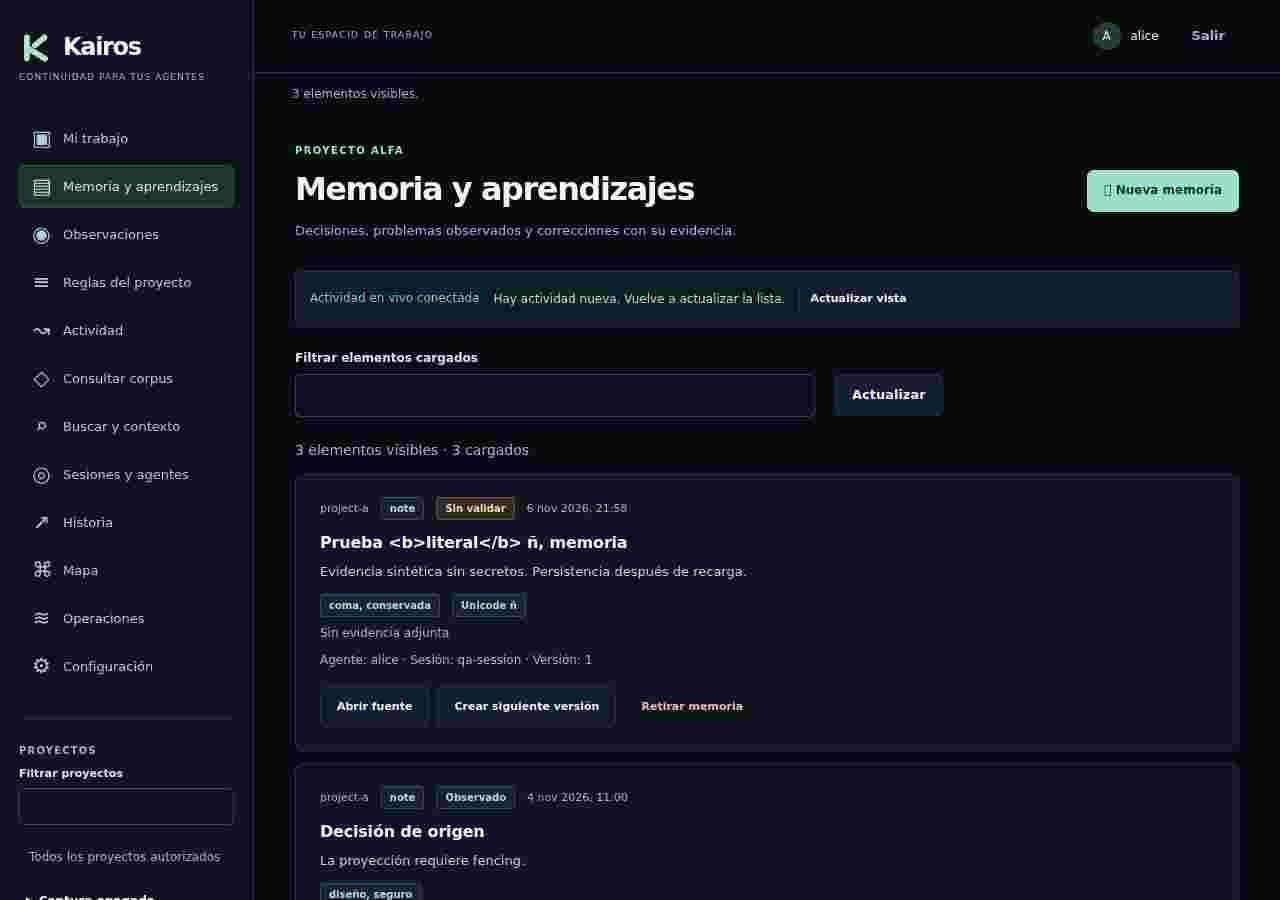 Kairos
CONTINUIDAD PARA TUS AGENTES
Mi trabajo
Memoria y aprendizajes
Observaciones
Reglas del proyecto
Actividad
Consultar corpus
Buscar y contexto
Sesiones y agentes
Historia
Mapa
Operaciones
Configuración
PROYECTOS
Filtrar proyectos
Todos los proyectos autorizados
TU ESPACIO DE TRABAJO
A alice Salir
3 elementos visibles.
PROYECTO ALFA
Memoria y aprendizajes
Nueva memoria
Decisiones, problemas observados y correcciones con su evidencia.
Actividad en vivo conectada Hay actividad nueva. Vuelve a actualizar la lista. Actualizar vista
Filtrar elementos cargados
Actualizar
3 elementos visibles · 3 cargados
project-a note Sin validar 6 nov 2026, 21:58
Prueba <b>literal</b> ñ, memoria
Evidencia sintética sin secretos. Persistencia después de recarga.
coma, conservada Unicode ñ
Sin evidencia adjunta
Agente: alice · Sesión: qa-session · Versión: 1
Abrir fuente Crear siguiente versión Retirar memoria
project-a note Observado 4 nov 2026, 11:00
Decisión de origen
La proyección requiere fencing.
diseño, seguro